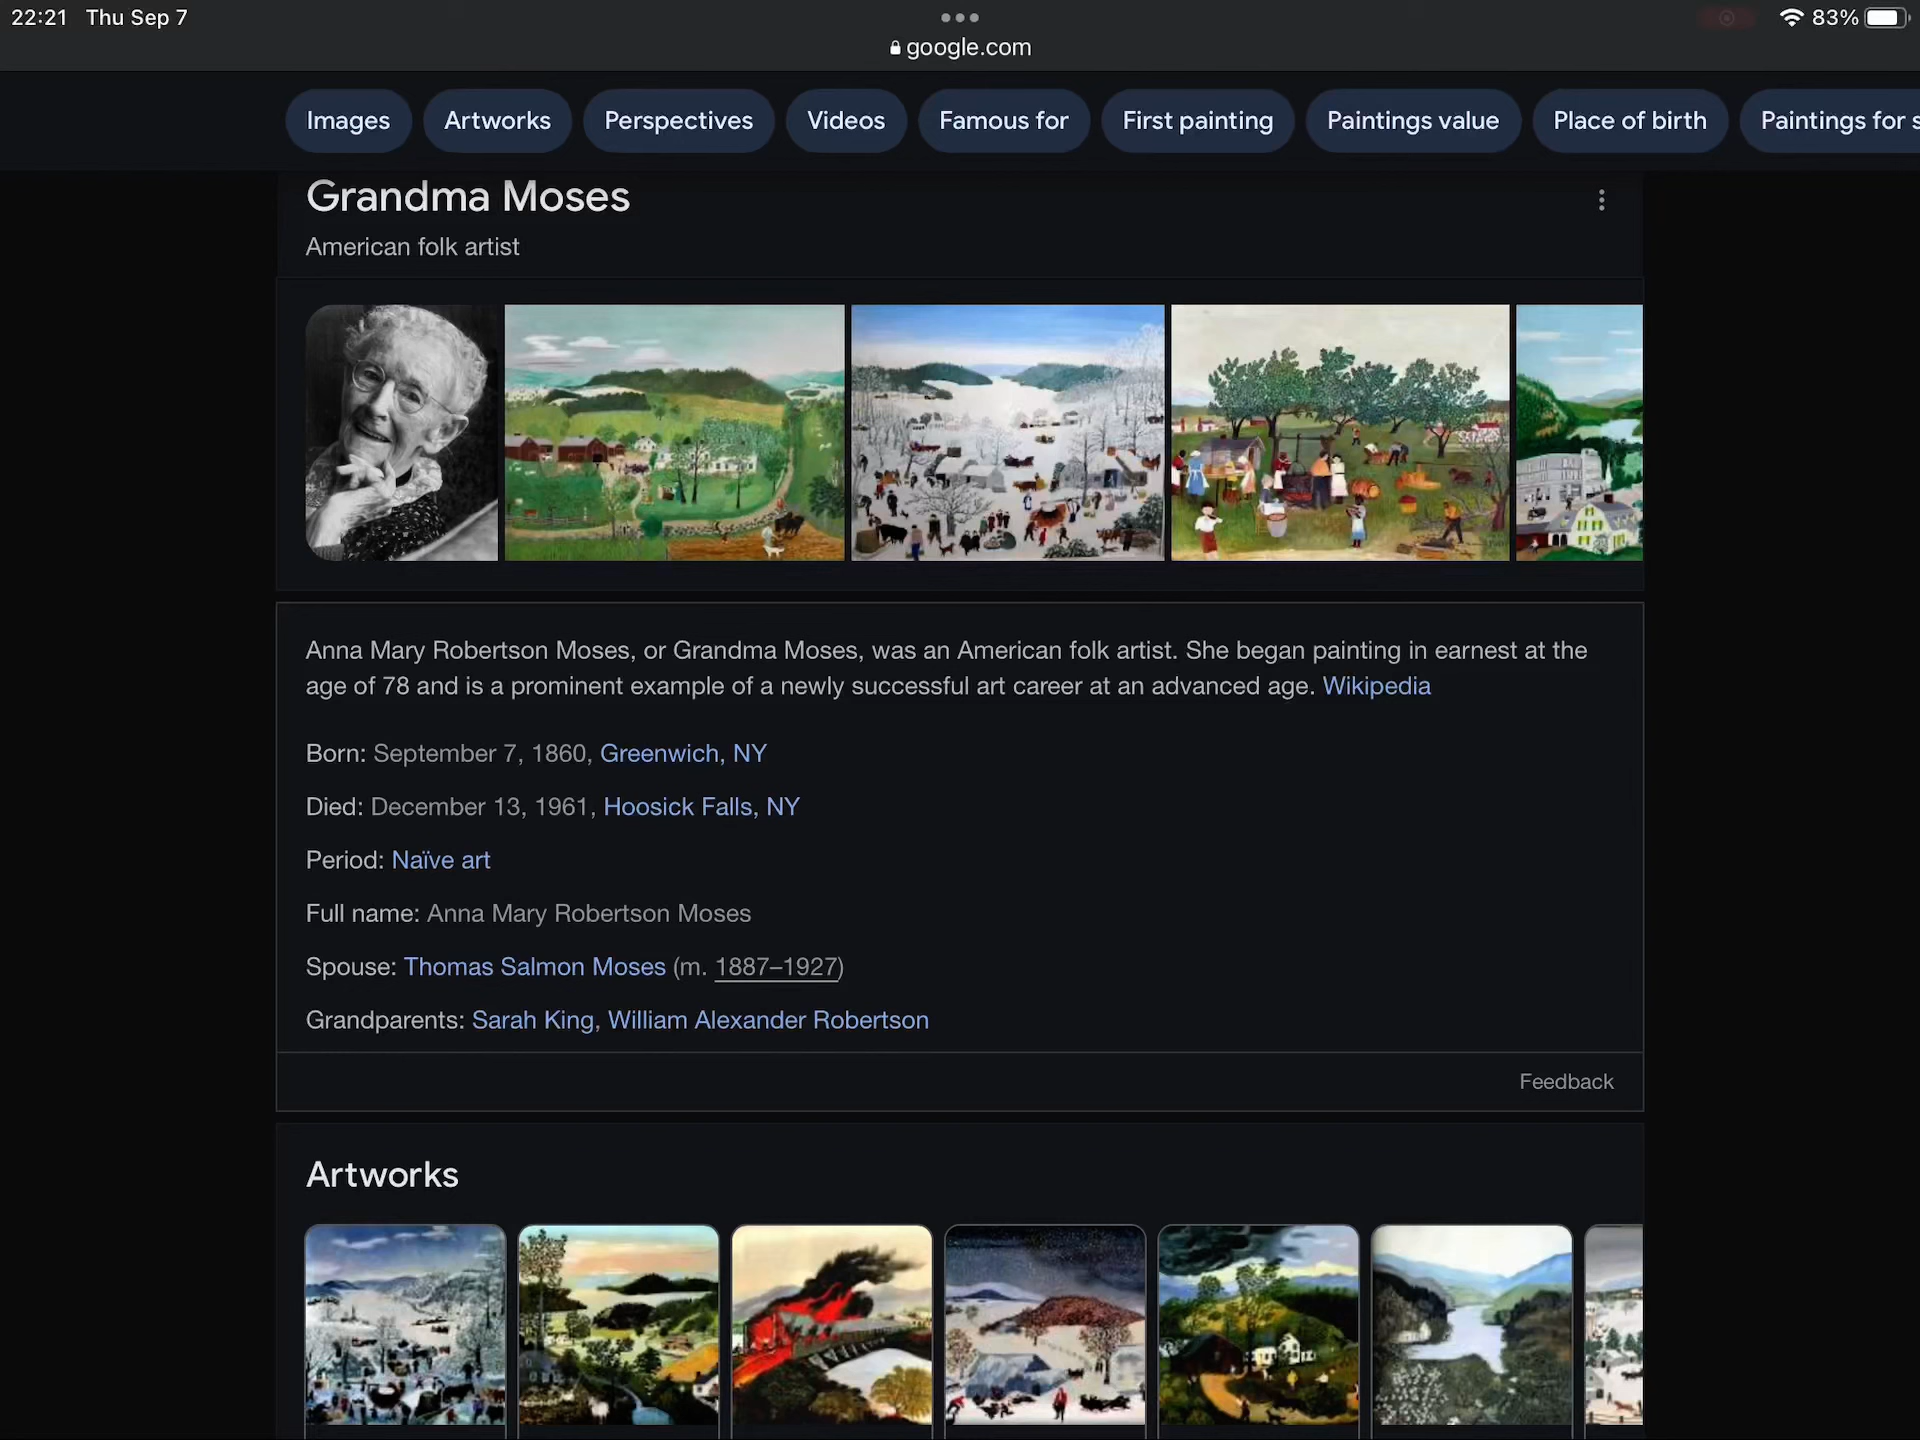 22:21 Thu Sep 7
83%
google.com
Images Artworks Perspectives Videos Famous for First painting Paintings value Place of birth Paintings for s
Grandma Moses
American folk artist
Anna Mary Robertson Moses, or Grandma Moses, was an American folk artist. She began painting in earnest at the
age of 78 and is a prominent example of a newly successful art career at an advanced age. Wikipedia
Born: September 7, 1860, Greenwich, NY
Died: December 13, 1961, Hoosick Falls, NY
Period: Naïve art
Full name: Anna Mary Robertson Moses
Spouse: Thomas Salmon Moses (m. 1887–1927)
Grandparents: Sarah King, William Alexander Robertson
Feedback
Artworks